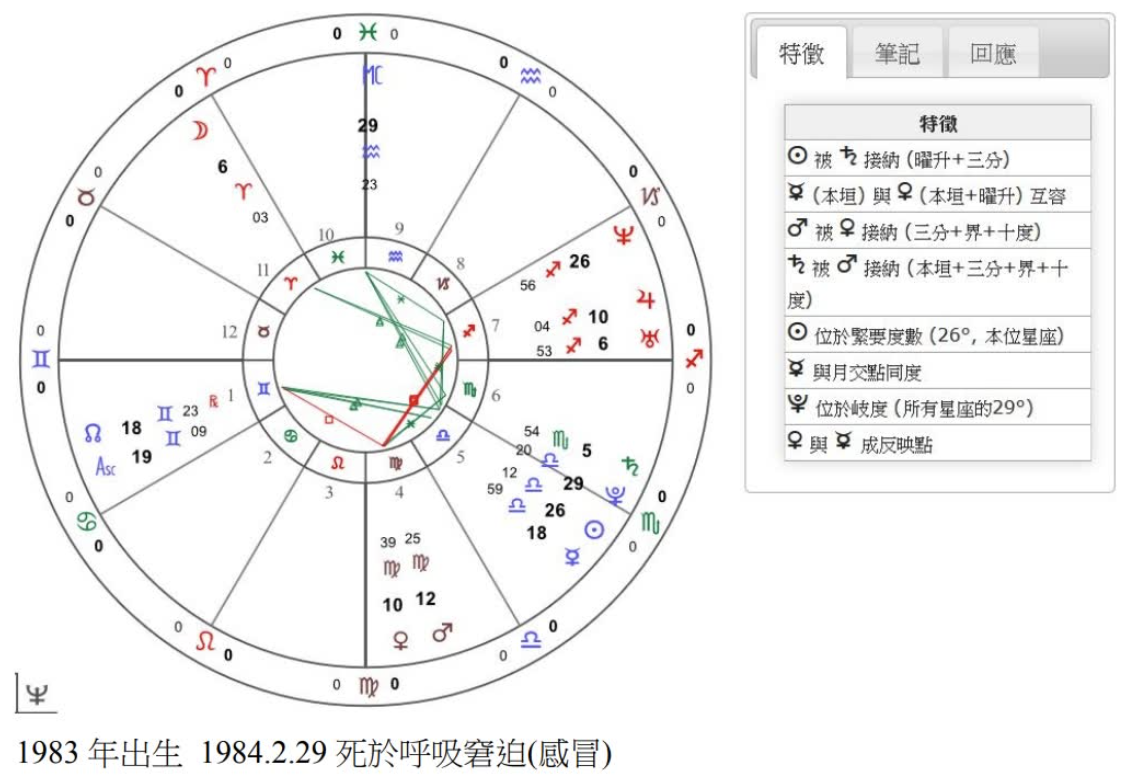 0 ♓ 0
0 ♈ 0
0 ♒ 0
MC
29
♒
23
☽
6
♈
03
0 ♉ 0
0 ♑ 0
♆
26 ♐ 56
♃
10 ♐ 04
♅
6 ♐ 53
10 9
11 8
12 7
1 6
2 5
3 4
♓ ♒
♈ ♑
♉ ♐
♊ ♏
♋ ♎
♌ ♍
0 ♊ 0
0 ♐ 0
☊ 18 ♊ 23 ℞
Asc 19 ♊ 09
54 ♏ 5 ♄
20 ♎ 29 ♇
12 ♎ 26 ☉
59 ♎ 18 ☿
0 ♋ 0
0 ♏ 0
39 25
♍ ♍
10 12
♀ ♂
0 ♌ 0
0 ♎ 0
0 ♍ 0
♆
特徵 筆記 回應
特徵
☉ 被 ♄ 接納 (曜升+三分)
☿ (本垣) 與 ♀ (本垣+曜升) 互容
♂ 被 ♀ 接納 (三分+界+十度)
♄ 被 ♂ 接納 (本垣+三分+界+十
度)
☉ 位於緊要度數 (26°, 本位星座)
☿ 與月交點同度
♇ 位於岐度 (所有星座的29°)
♀ 與 ☿ 成反映點
1983 年出生 1984.2.29 死於呼吸窘迫(感冒)